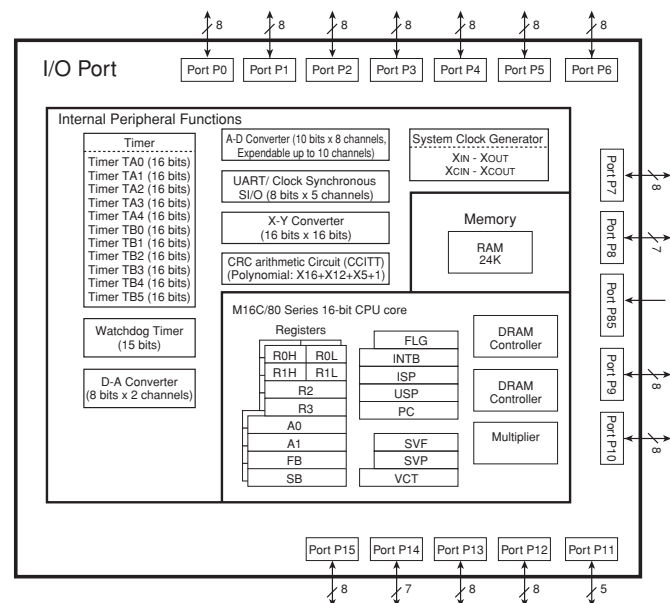 8 8 8 8 8 8 8
I/O Port
Port P0 Port P1 Port P2 Port P3 Port P4 Port P5 Port P6
Internal Peripheral Functions
Timer
Timer TA0 (16 bits)
Timer TA1 (16 bits)
Timer TA2 (16 bits)
Timer TA3 (16 bits)
Timer TA4 (16 bits)
Timer TB0 (16 bits)
Timer TB1 (16 bits)
Timer TB2 (16 bits)
Timer TB3 (16 bits)
Timer TB4 (16 bits)
Timer TB5 (16 bits)
Watchdog Timer
(15 bits)
D-A Converter
(8 bits x 2 channels)
A-D Converter (10 bits x 8 channels,
Expendable up to 10 channels)
UART/ Clock Synchronous
SI/O (8 bits x 5 channels)
X-Y Converter
(16 bits x 16 bits)
CRC arithmetic Circuit (CCITT)
(Polynomial: X16+X12+X5+1)
System Clock Generator
XIN - XOUT
XCIN - XCOUT
Memory
RAM
24K
M16C/80 Series 16-bit CPU core
Registers
R0H R0L
R1H R1L
R2
R3
A0
A1
FB
SB
FLG
INTB
ISP
USP
PC
SVF
SVP
VCT
DRAM
Controller
DRAM
Controller
Multiplier
Port P7
8
Port P8
7
Port P85
Port P9
8
Port P10
8
Port P15 Port P14 Port P13 Port P12 Port P11
8 7 8 8 5